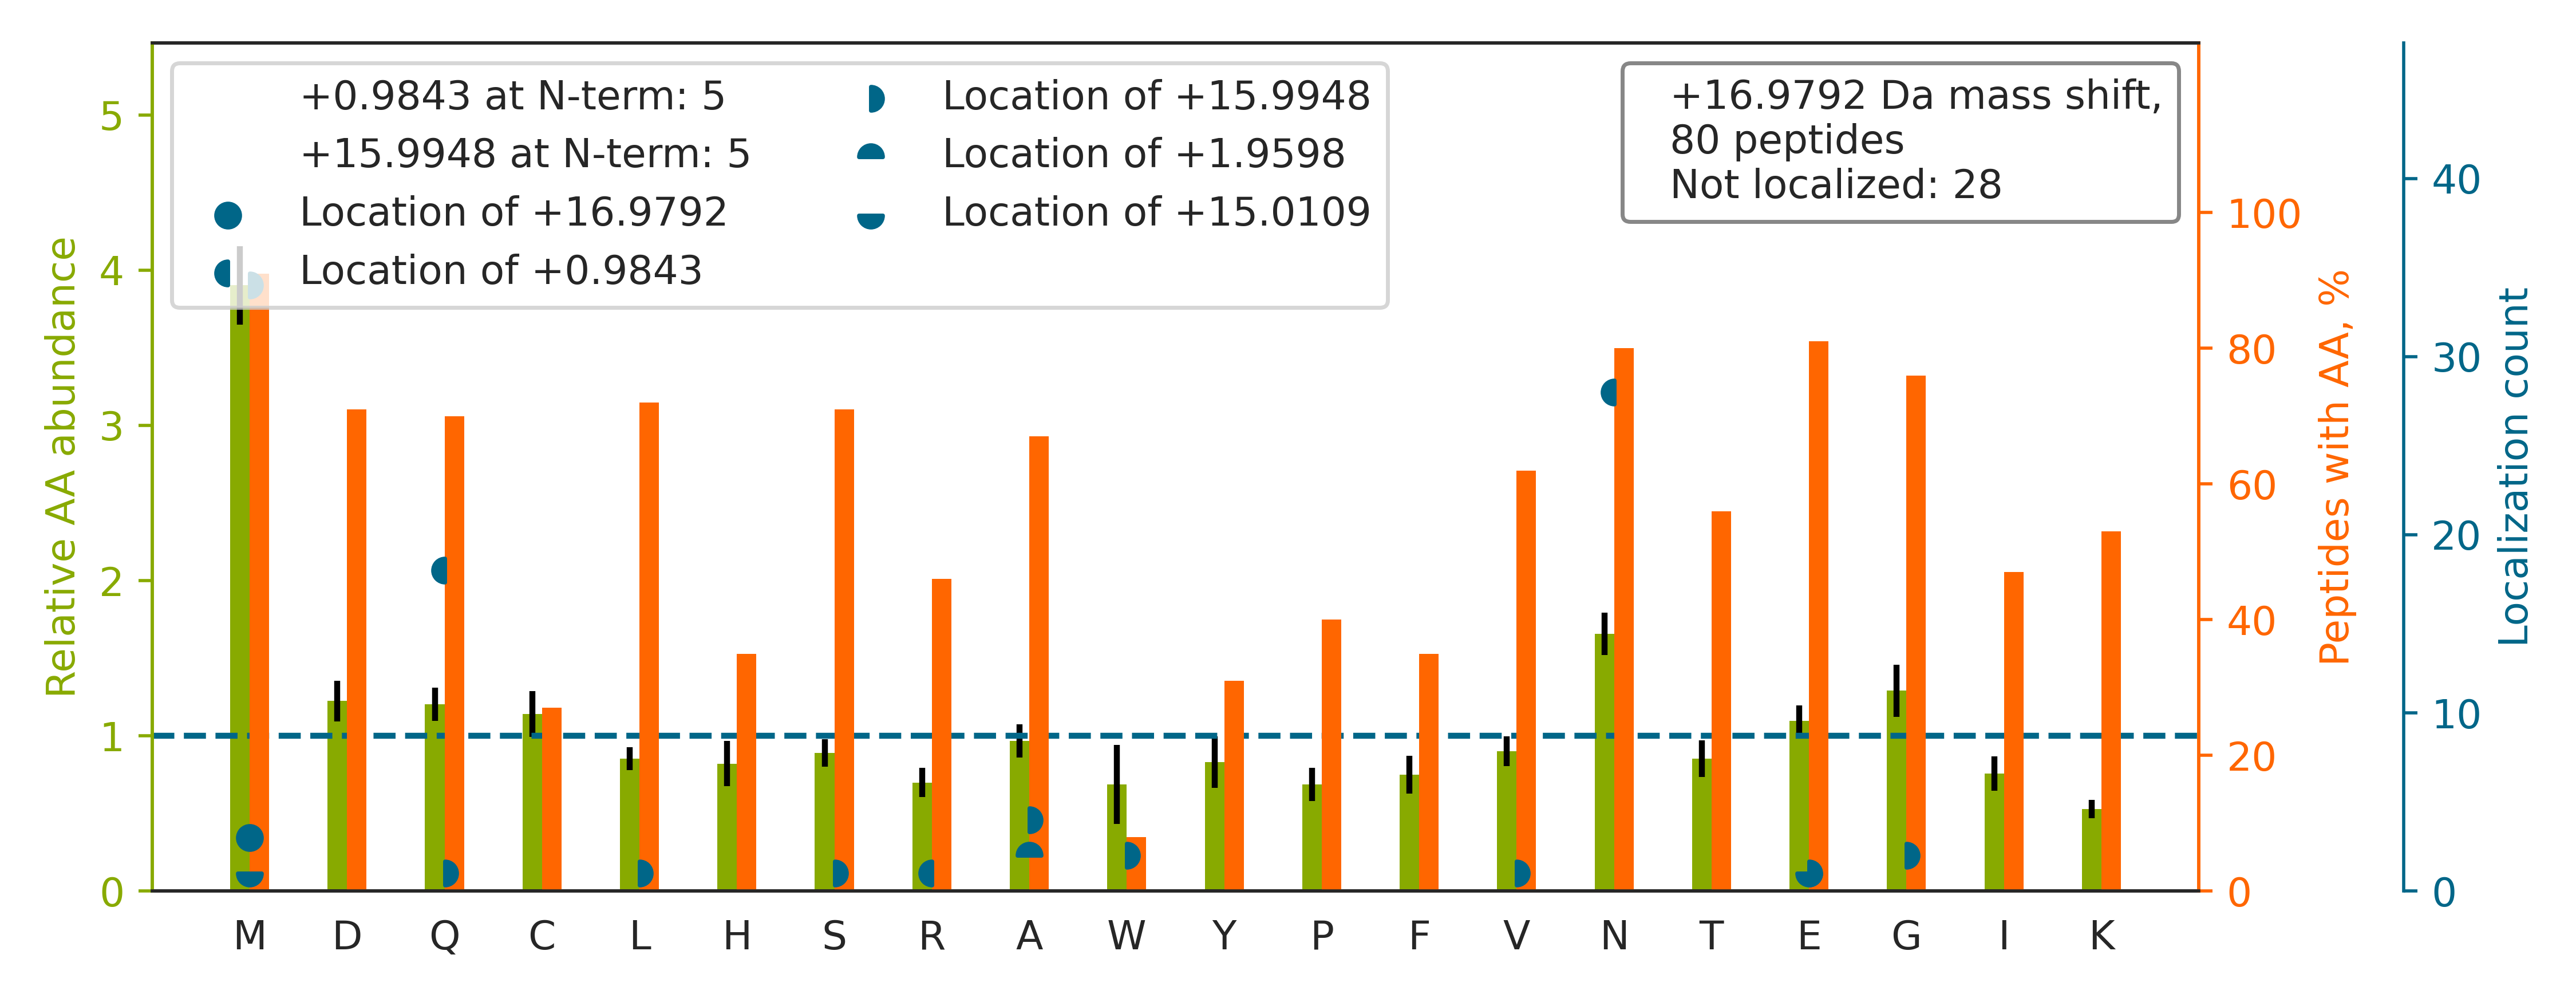 +0.9843 at N-term: 5
+15.9948 at N-term: 5
Location of +16.9792
Location of +0.9843
Location of +15.9948
Location of +1.9598
Location of +15.0109
+16.9792 Da mass shift,
80 peptides
Not localized: 28
Relative AA abundance
5
4
3
2
1
0
Peptides with AA, %
100
80
60
40
20
0
Localization count
40
30
20
10
0
M D Q C L H S R A W Y P F V N T E G I K